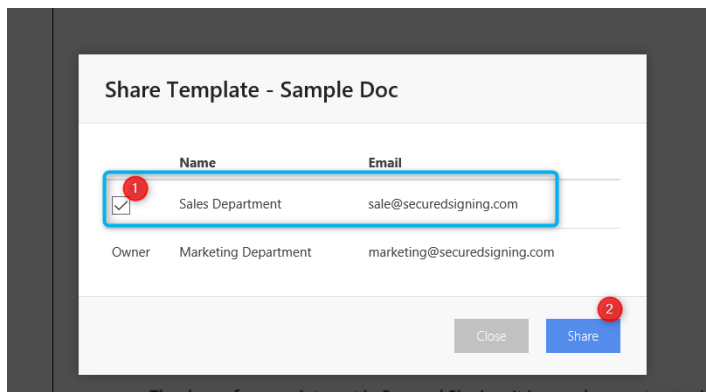 Share Template - Sample Doc
Name Email
1
Sales Department sale@securedsigning.com
Owner Marketing Department marketing@securedsigning.com
2
Close Share